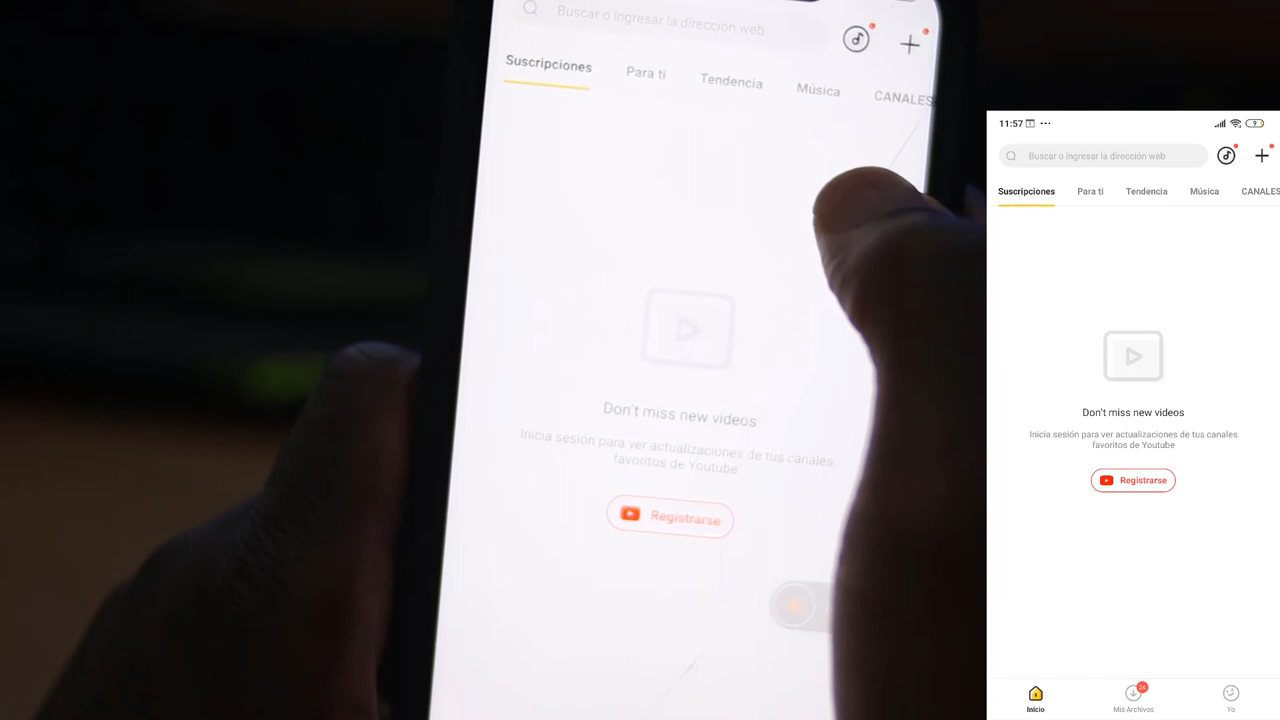 Buscar o ingresar la dirección web
Suscripciones
Para ti
Tendencia
Música
CANALES
Don't miss new videos
Inicia sesión para ver actualizaciones de tus canales
favoritos de Youtube
Registrarse
11:57
Buscar o ingresar la dirección web
Suscripciones
Para ti
Tendencia
Música
CANALES
Don't miss new videos
Inicia sesión para ver actualizaciones de tus canales
favoritos de Youtube
Registrarse
24
Inicio
Mis Archivos
Yo